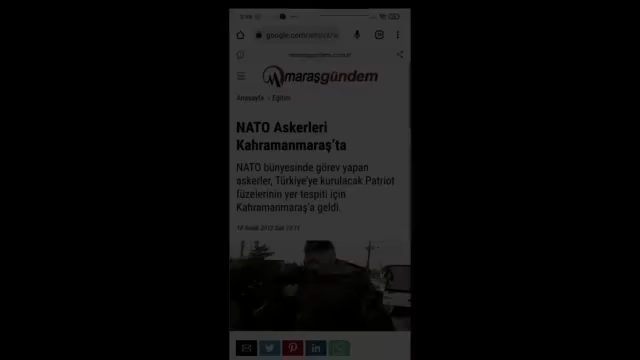 maraşgündem
Anasayfa - Eğitim
NATO Askerleri
Kahramanmaraş'ta
NATO bünyesinde görev yapan
askerler, Türkiye'ye kurulacak Patriot
füzelerinin yer tespiti için
Kahramanmaraş'a geldi.